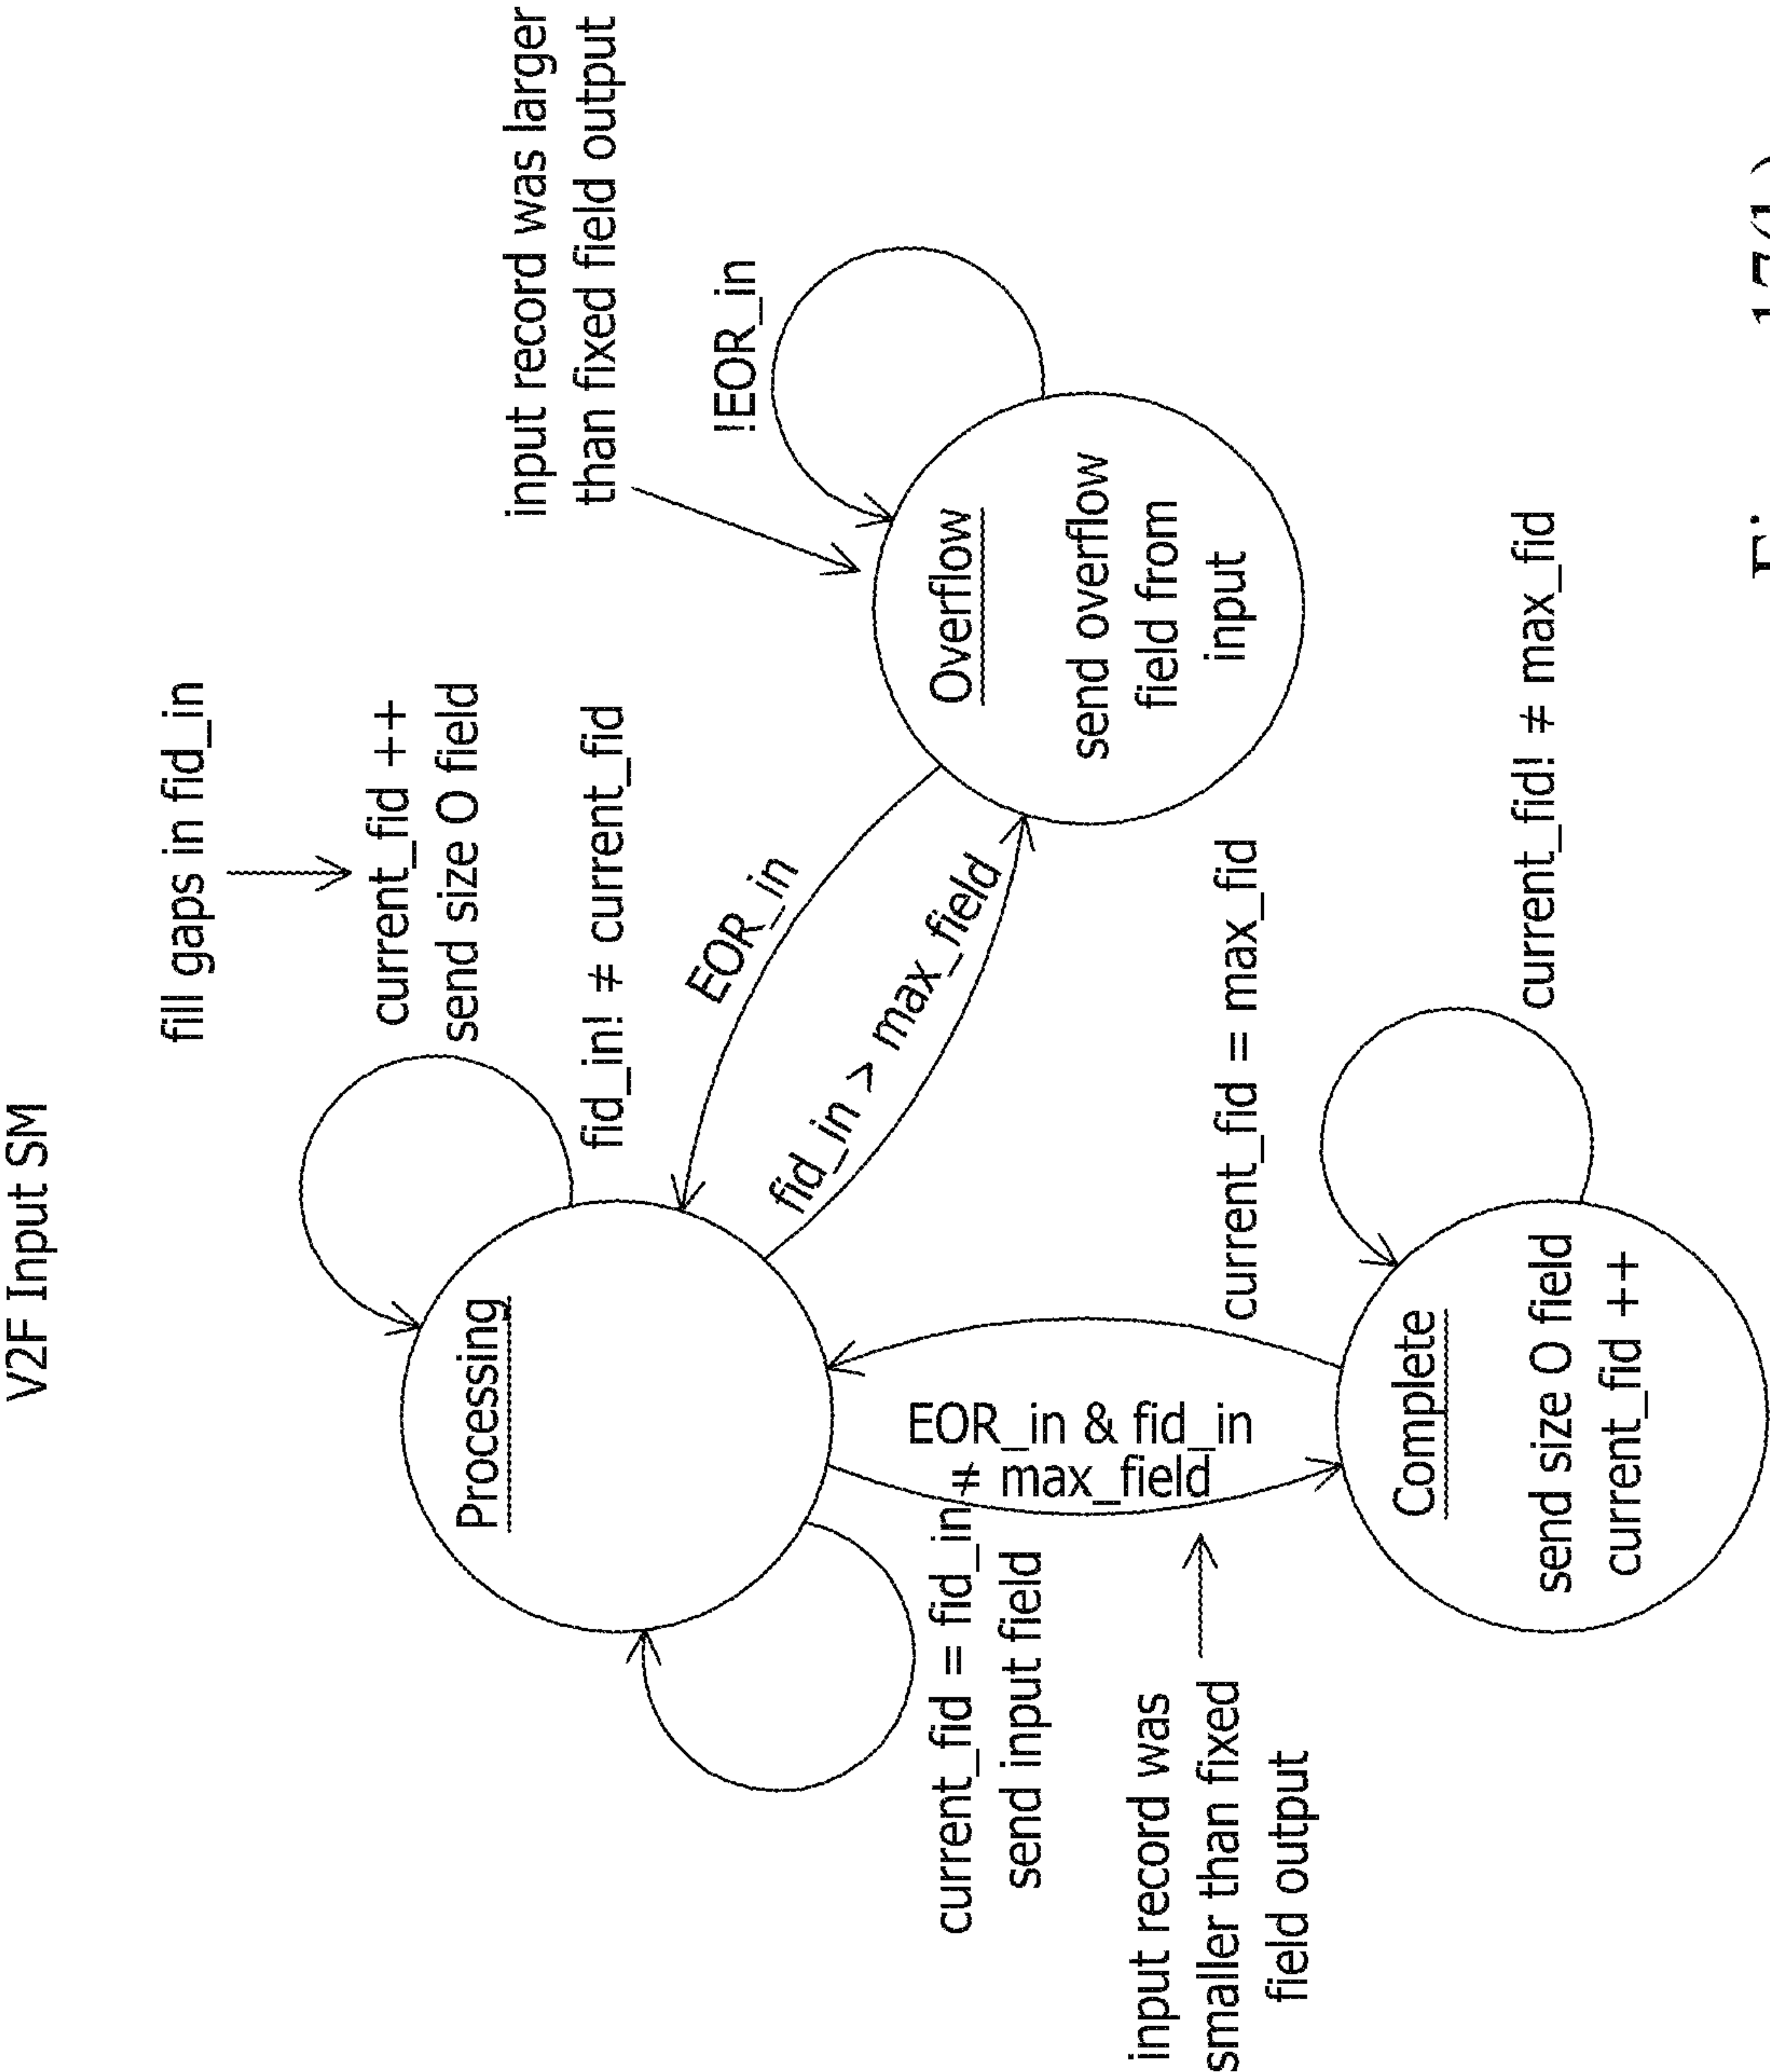 V2F Input SM
fill gaps in fid_in
current_fid ++
send size O field
fid_in! ≠ current_fid
input record was larger
than fixed field output
!EOR_in
Processing
EOR_in
fid_in > max_field
Overflow
send overflow
field from
input
current_fid = fid_in
send input field
EOR_in & fid_in
≠ max_field
current_fid = max_fid
input record was
smaller than fixed
field output
Complete
send size O field
current_fid ++
current_fid! ≠ max_fid